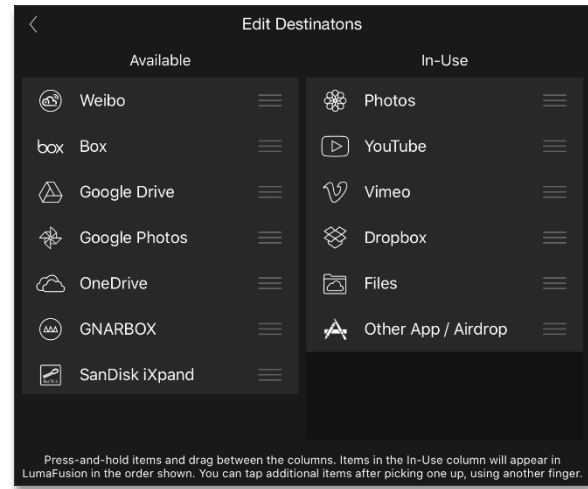 Edit Destinatons
Available
Weibo
box Box
Google Drive
Google Photos
OneDrive
GNARBOX
SanDisk iXpand
In-Use
Photos
YouTube
Vimeo
Dropbox
Files
Other App / Airdrop
Press-and-hold items and drag between the columns. Items in the In-Use column will appear in
LumaFusion in the order shown. You can tap additional items after picking one up, using another finger.